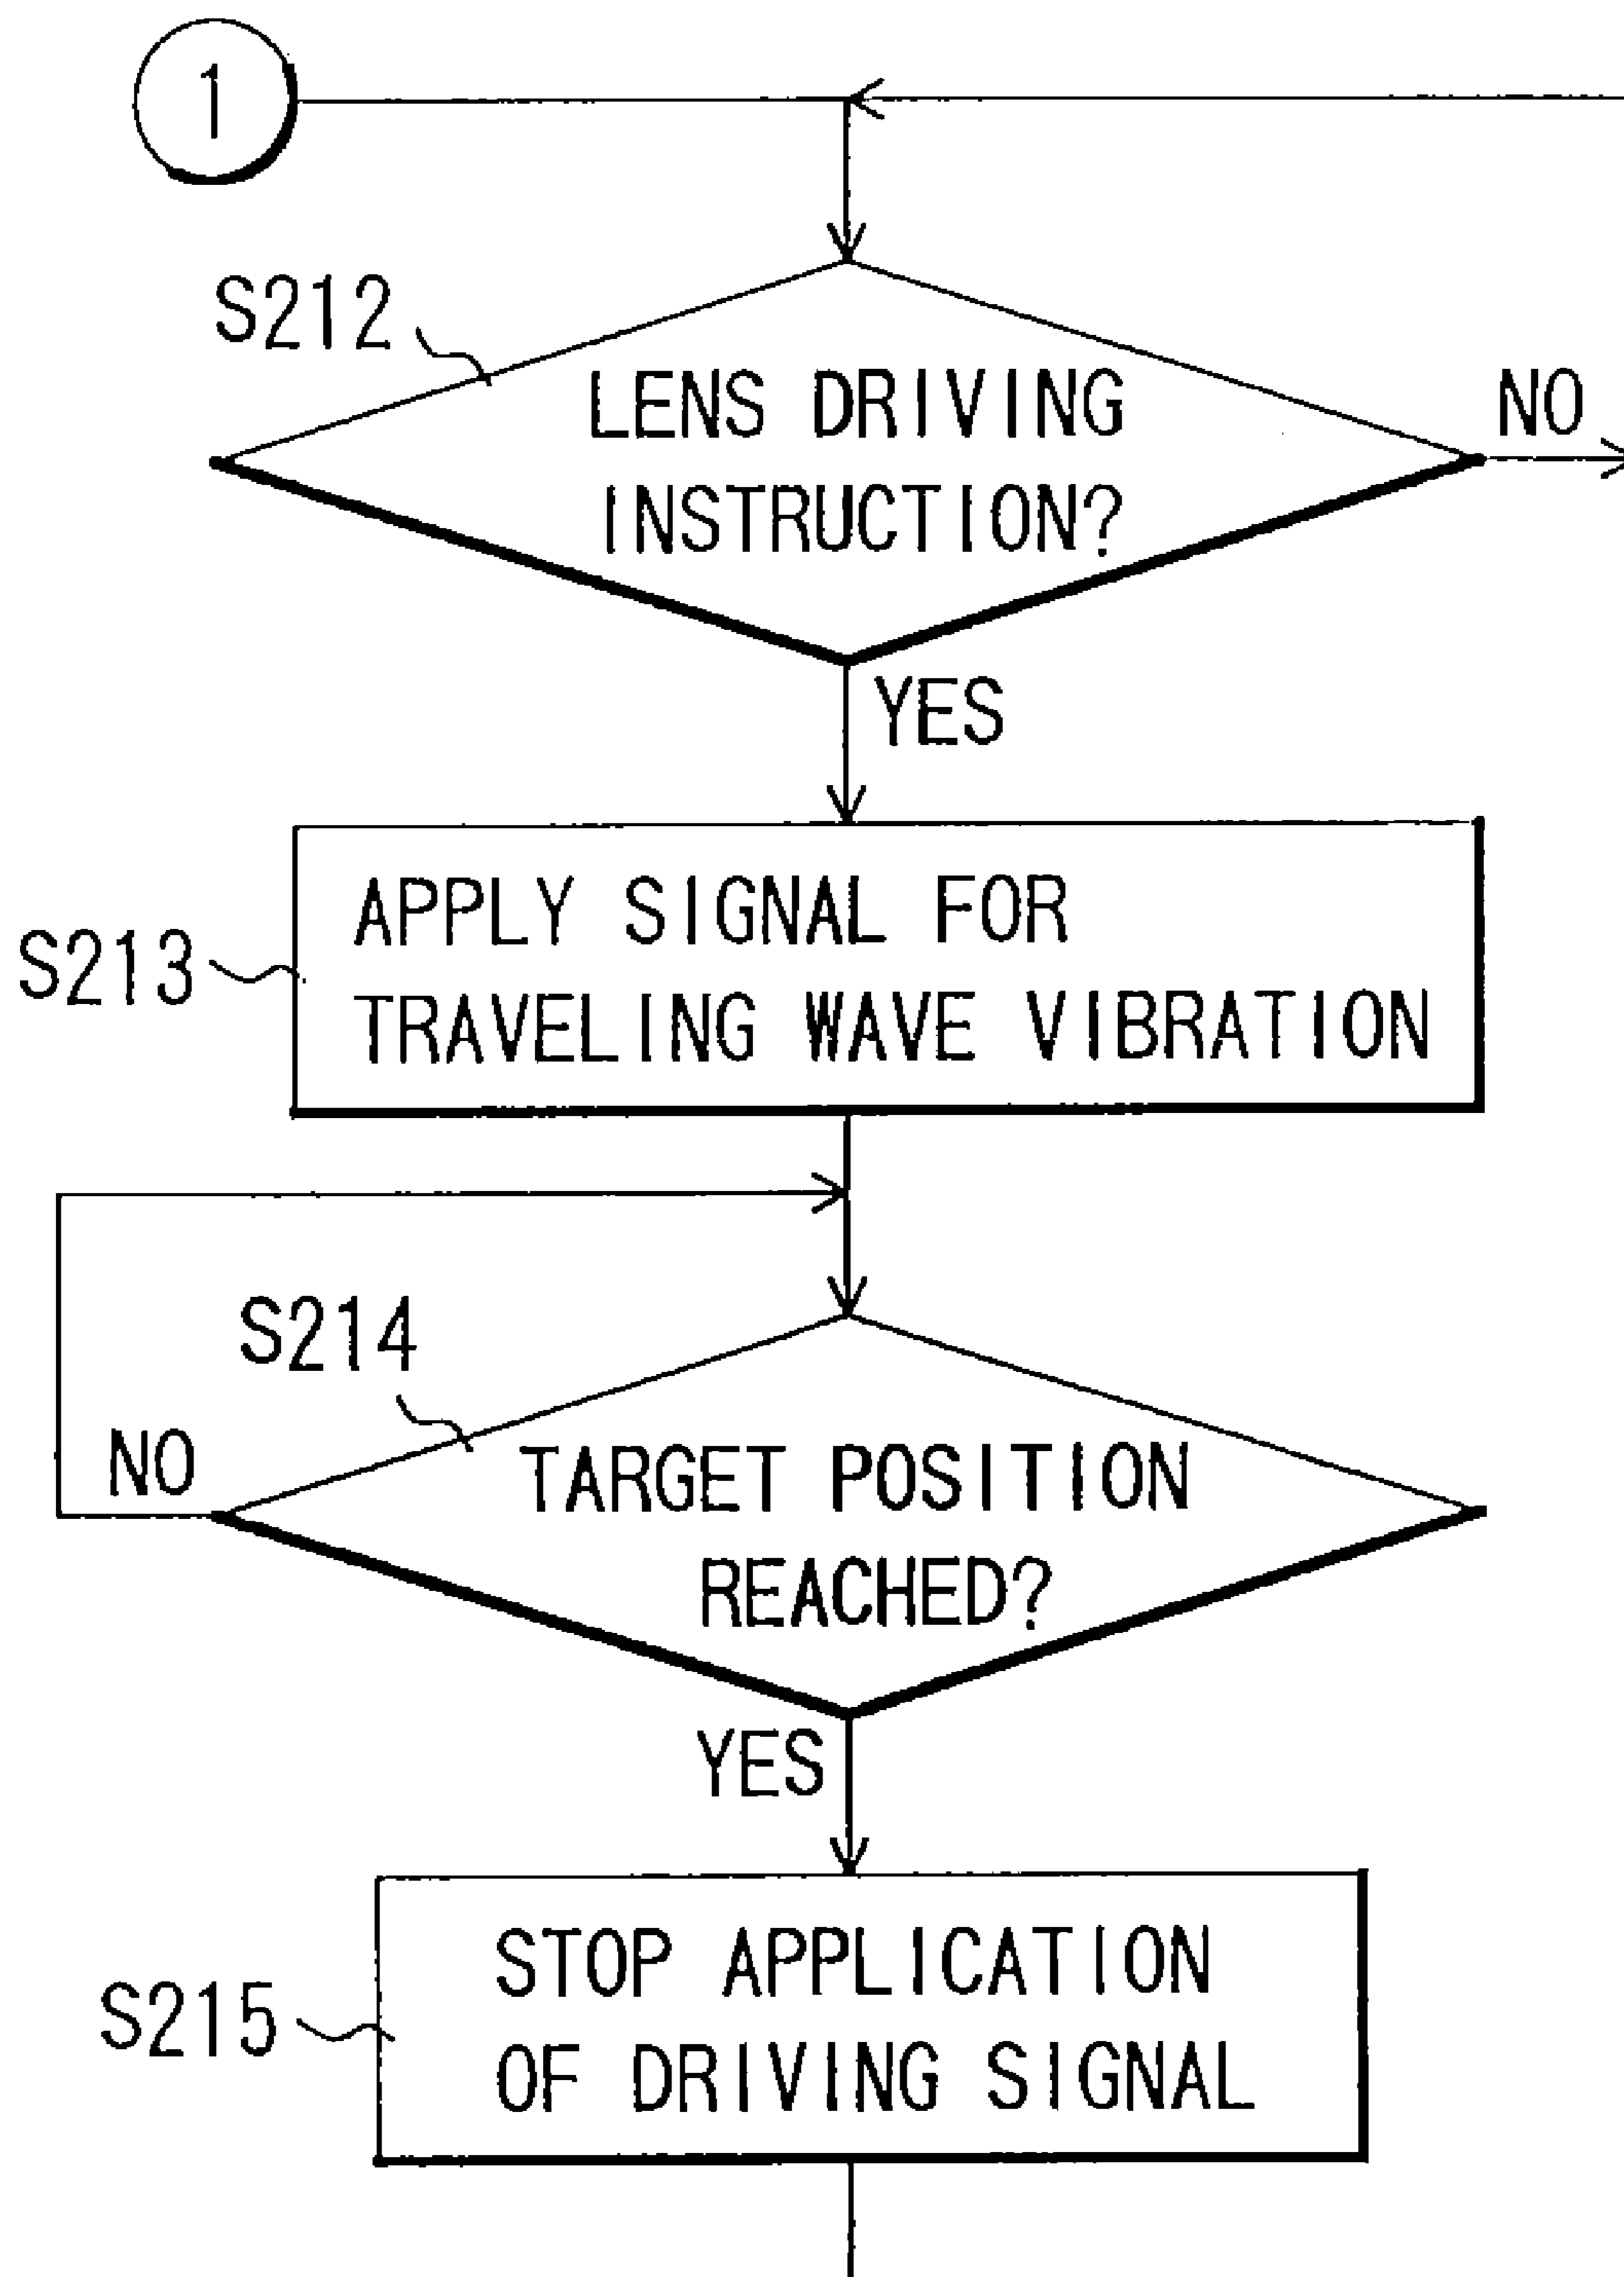 1
S212
LENS DRIVING
INSTRUCTION?
NO
YES
S213
APPLY SIGNAL FOR
TRAVELING WAVE VIBRATION
S214
NO
TARGET POSITION
REACHED?
YES
S215
STOP APPLICATION
OF DRIVING SIGNAL